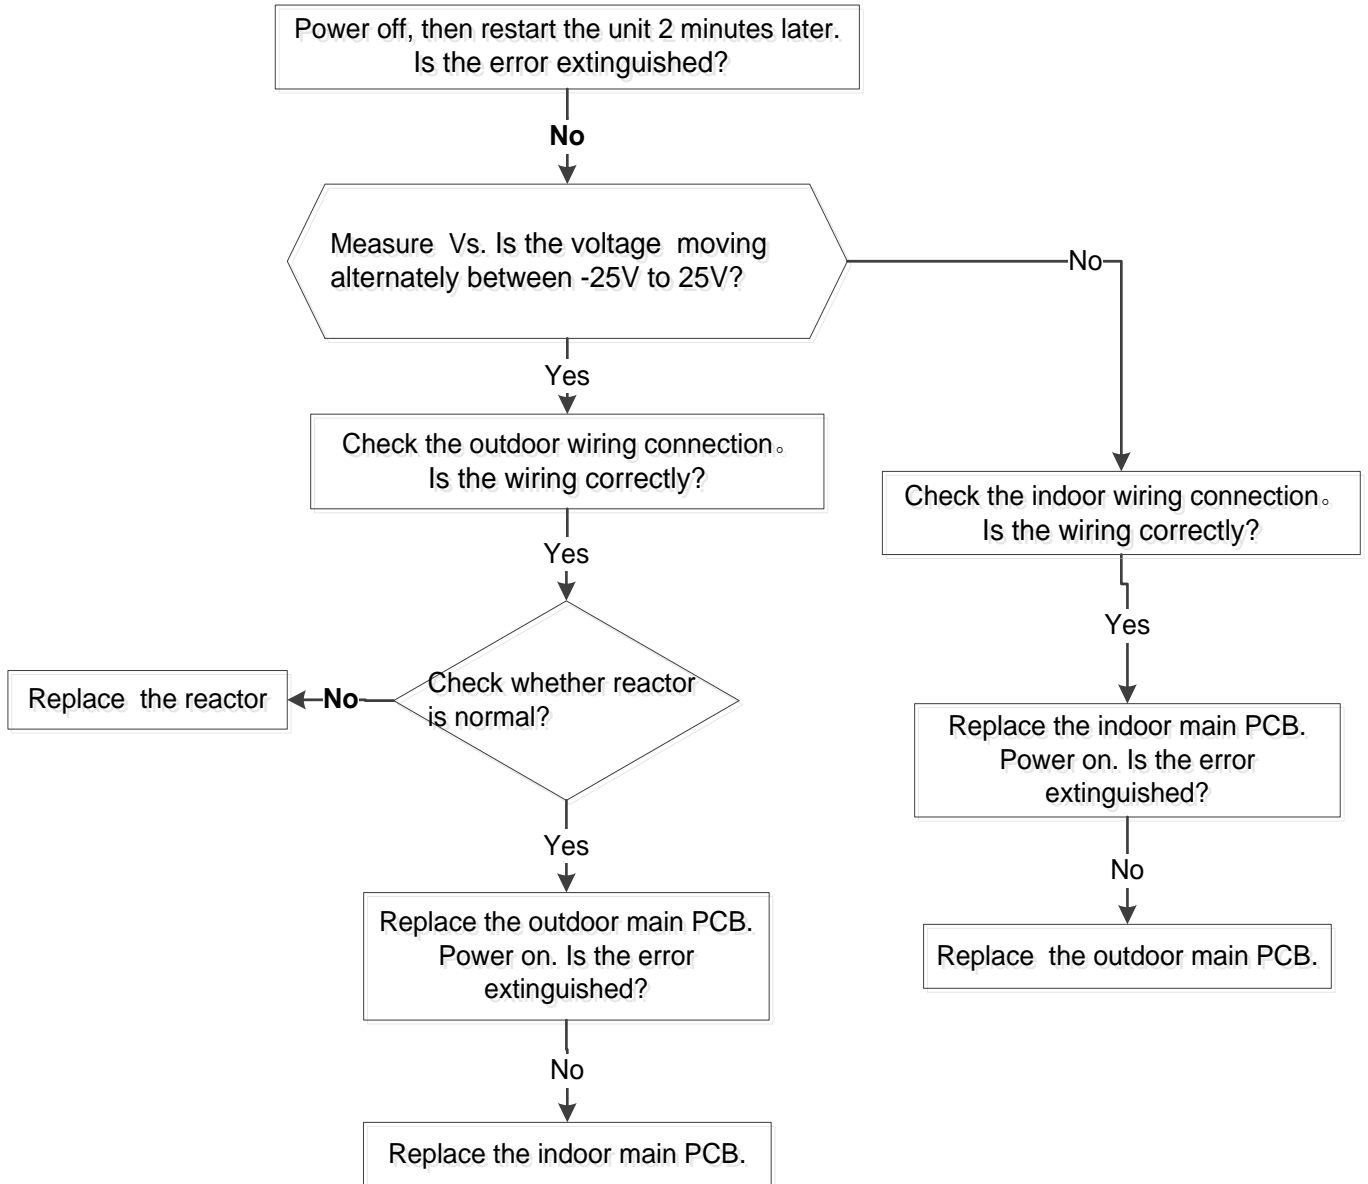 Power off, then restart the unit 2 minutes later.
Is the error extinguished?
No
Measure Vs. Is the voltage moving
alternately between -25V to 25V?
No
Yes
Check the outdoor wiring connection。
Is the wiring correctly?
Check the indoor wiring connection。
Is the wiring correctly?
Yes
Yes
Check whether reactor
is normal?
No
Replace the reactor
Replace the indoor main PCB.
Power on. Is the error
extinguished?
Yes
No
Replace the outdoor main PCB.
Power on. Is the error
extinguished?
Replace the outdoor main PCB.
No
Replace the indoor main PCB.